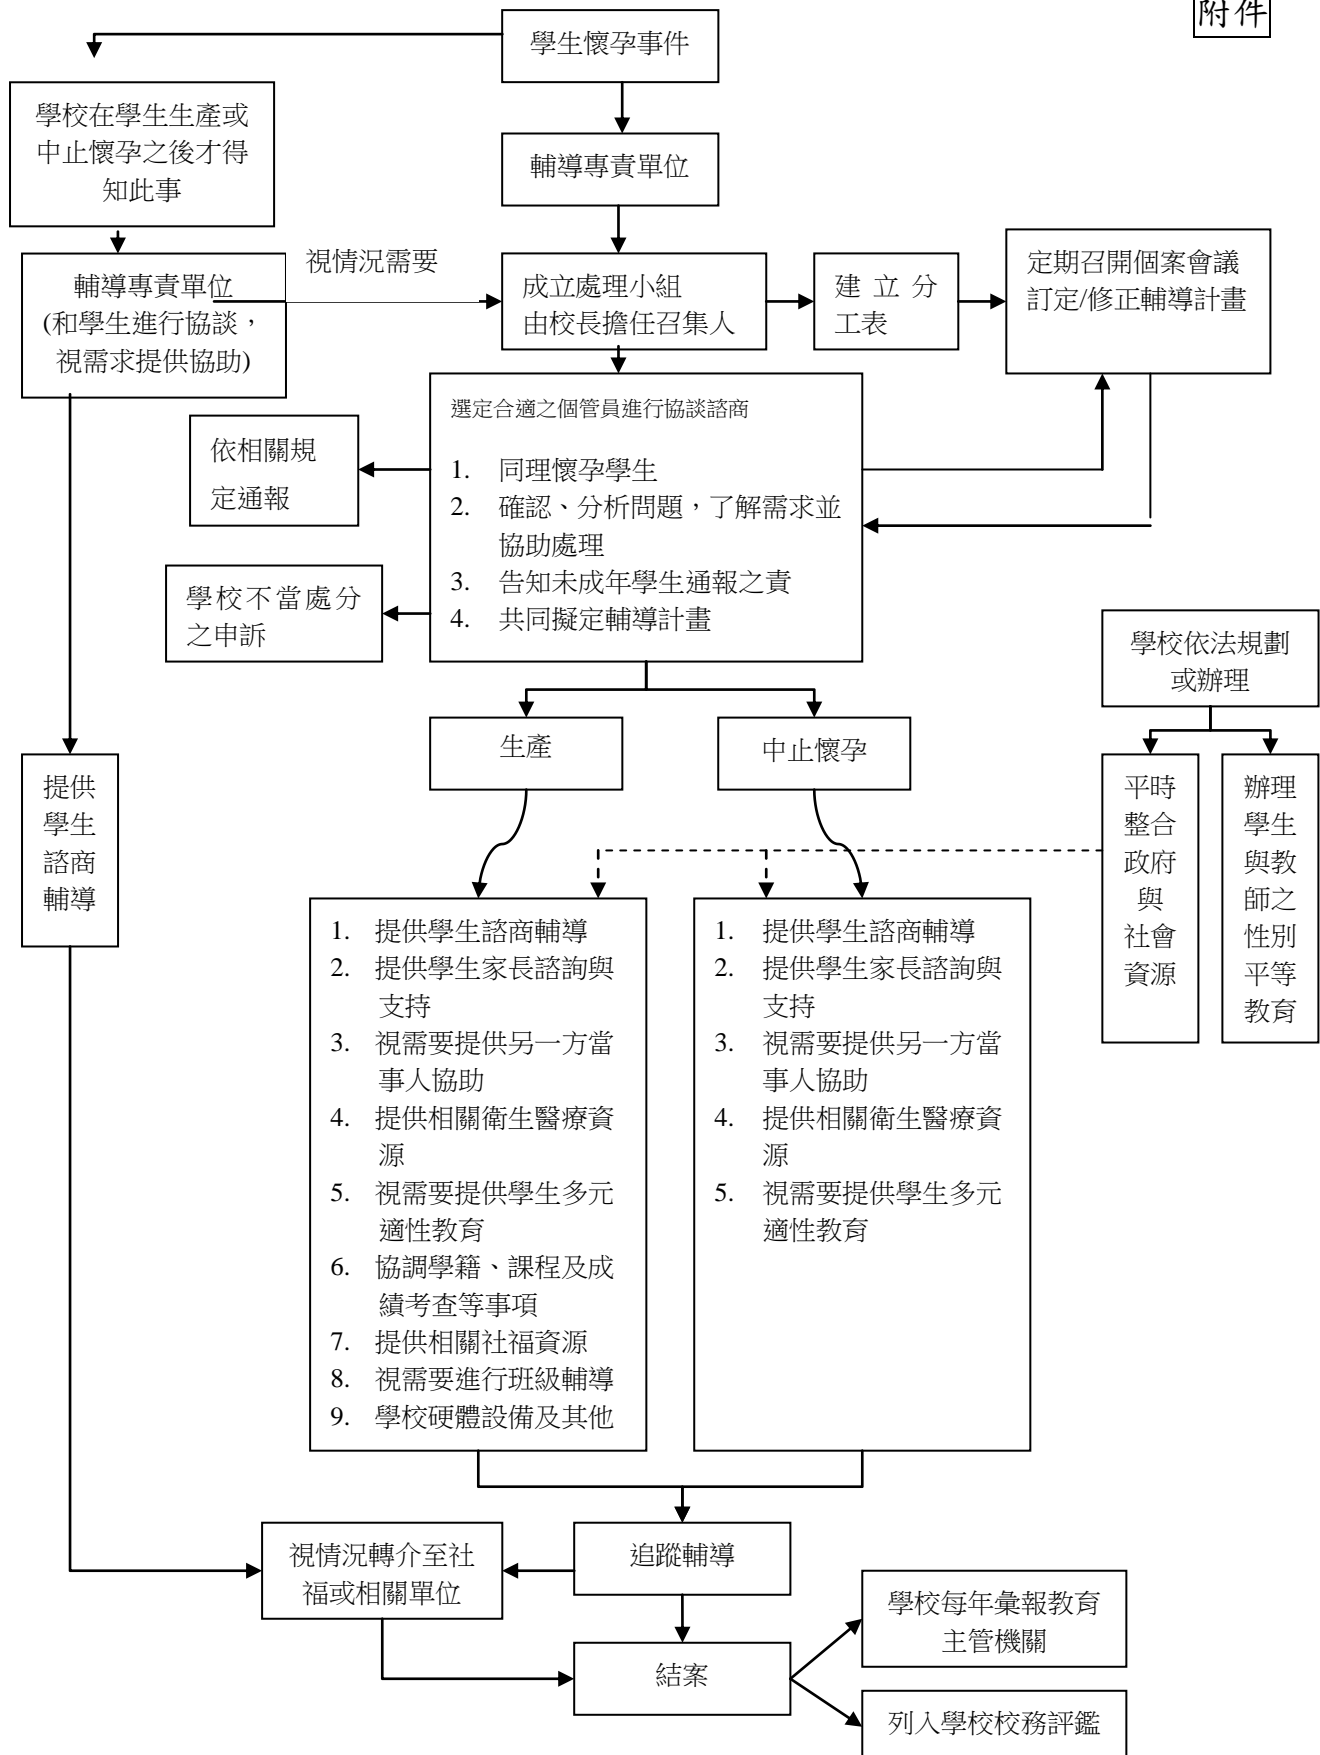 附件
學生懷孕事件
學校在學生生產或
中止懷孕之後才得
知此事
輔導專責單位
輔導專責單位
(和學生進行協談，
視需求提供協助)
視情況需要
成立處理小組
由校長擔任召集人
建立分
工表
定期召開個案會議
訂定/修正輔導計畫
選定合適之個管員進行協談諮商
1. 同理懷孕學生
2. 確認、分析問題，了解需求並
協助處理
3. 告知未成年學生通報之責
4. 共同擬定輔導計畫
依相關規
定通報
學校不當處分
之申訴
學校依法規劃
或辦理
生產
中止懷孕
提供
學生
諮商
輔導
平時
整合
政府
與
社會
資源
辦理
學生
與教
師之
性別
平等
教育
1. 提供學生諮商輔導
2. 提供學生家長諮詢與
支持
3. 視需要提供另一方當
事人協助
4. 提供相關衛生醫療資
源
5. 視需要提供學生多元
適性教育
6. 協調學籍、課程及成
績考查等事項
7. 提供相關社福資源
8. 視需要進行班級輔導
9. 學校硬體設備及其他
1. 提供學生諮商輔導
2. 提供學生家長諮詢與
支持
3. 視需要提供另一方當
事人協助
4. 提供相關衛生醫療資
源
5. 視需要提供學生多元
適性教育
視情況轉介至社
福或相關單位
追蹤輔導
結案
學校每年彙報教育
主管機關
列入學校校務評鑑